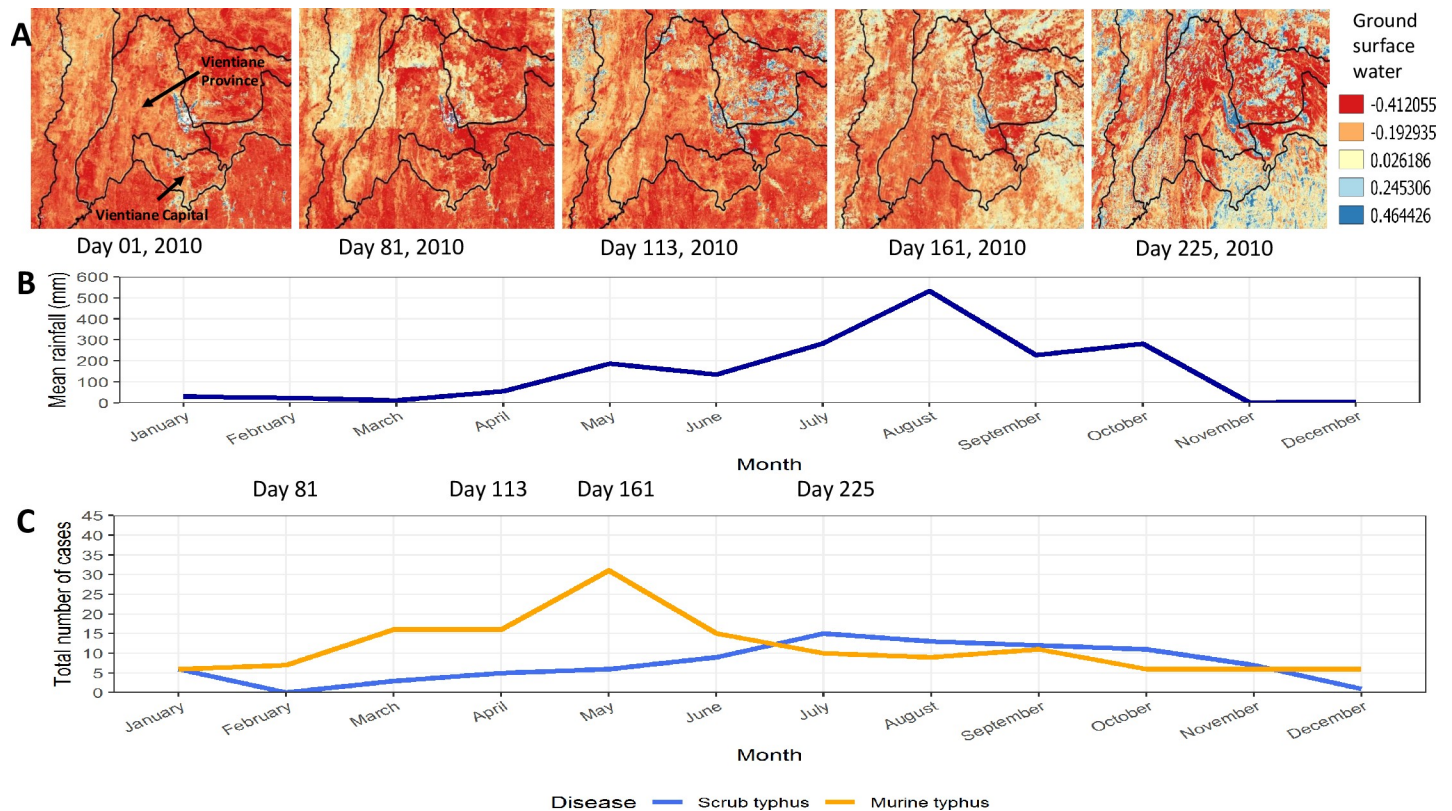 A
Vientiane
Province
Vientiane Capital
Ground
surface
water
-0.412055
-0.192935
0.026186
0.245306
0.464426
Day 01, 2010
Day 81, 2010
Day 113, 2010
Day 161, 2010
Day 225, 2010
B
Mean rainfall (mm)
600
500
400
300
200
100
0
January
February
March
April
May
June
July
August
September
October
November
December
Month
Day 81
Day 113
Day 161
Day 225
C
Total number of cases
45
40
35
30
25
20
15
10
5
0
January
February
March
April
May
June
July
August
September
October
November
December
Month
Disease Scrub typhus Murine typhus